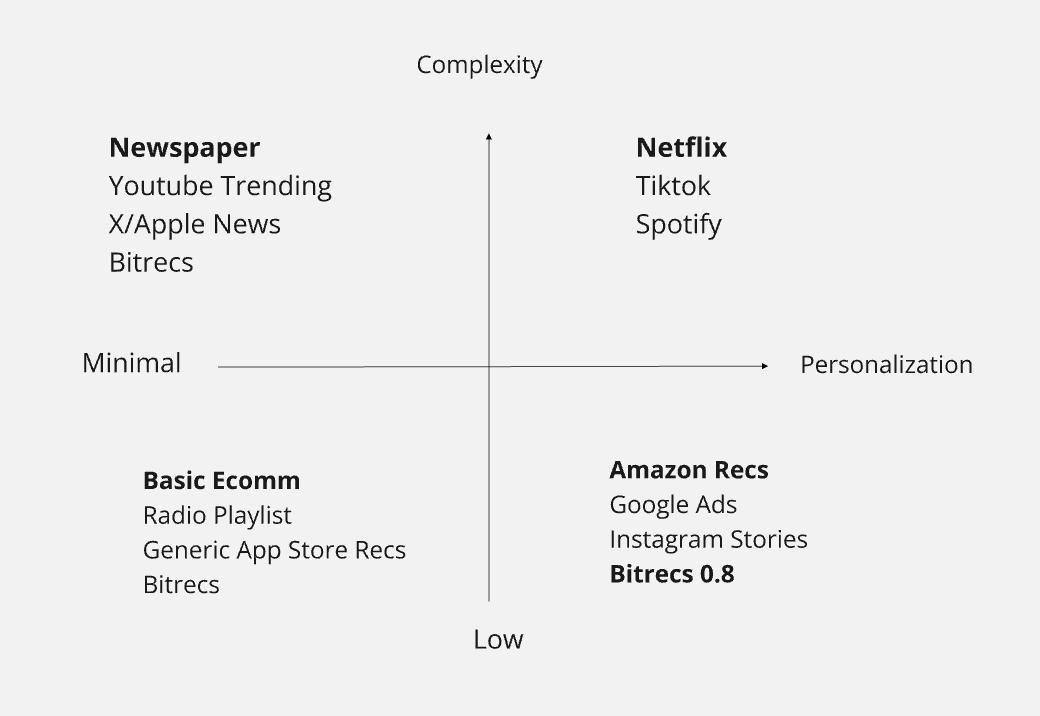 Complexity
Newspaper
Youtube Trending
X/Apple News
Bitrecs
Netflix
Tiktok
Spotify
Minimal
Personalization
Basic Ecomm
Radio Playlist
Generic App Store Recs
Bitrecs
Amazon Recs
Google Ads
Instagram Stories
Bitrecs 0.8
Low